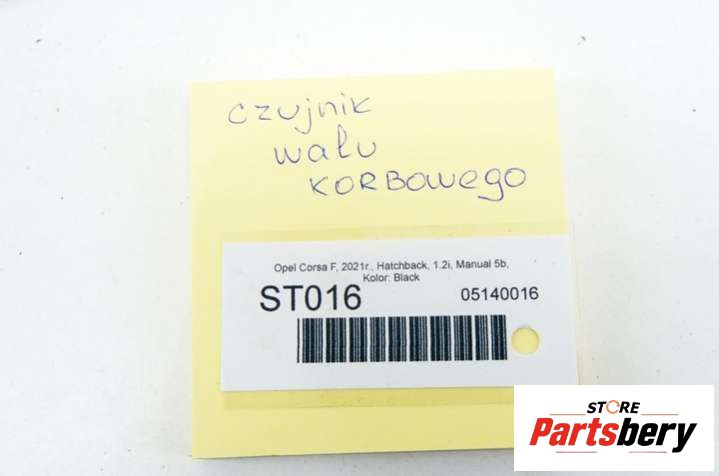 czujnik
wału
KORBOWEgo
Opel Corsa F, 2021r., Hatchback, 1.2i, Manual 5b,
Kolor: Black
ST016
05140016
STORE
Partsbery